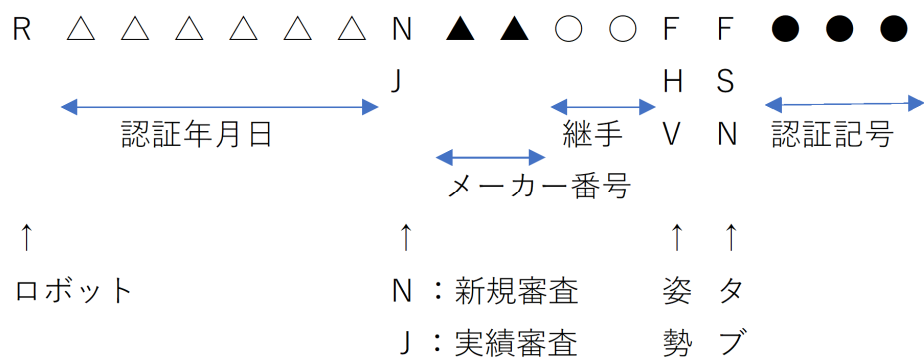 R △ △ △ △ △ △ N ▲ ▲ ○ ○ F F ● ● ●
J H S
認証年月日 継手 V N 認証記号
メーカー番号
↑ ↑ ↑ ↑
ロボット N：新規審査 姿 タ
J：実績審査 勢 ブ